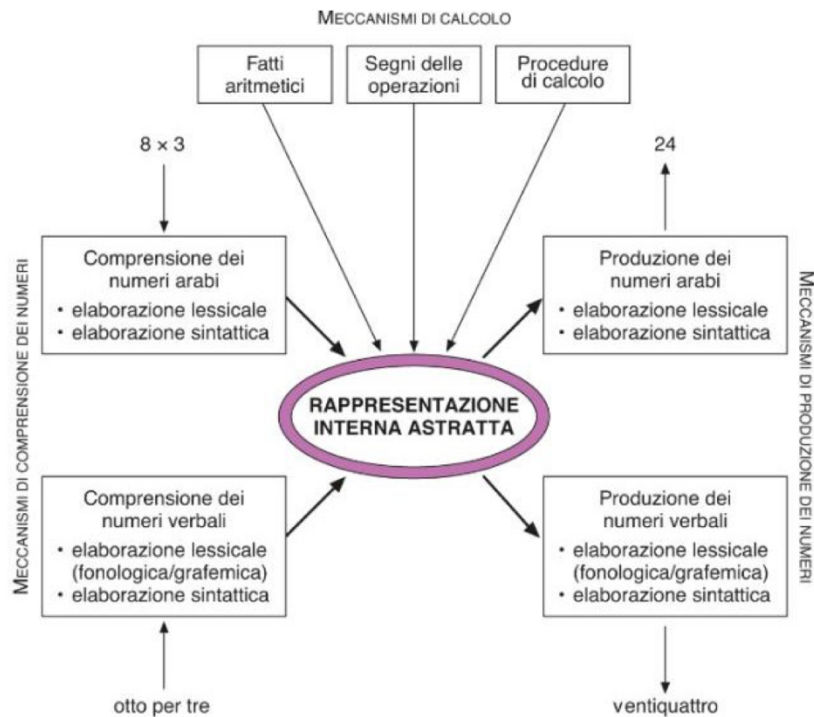 MECCANISMI DI CALCOLO
Fatti
aritmetici
Segni delle
operazioni
Procedure
di calcolo
8 × 3
24
MECCANISMI DI COMPRENSIONE DEI NUMERI
Comprensione dei
numeri arabi
• elaborazione lessicale
• elaborazione sintattica
Produzione dei
numeri arabi
• elaborazione lessicale
• elaborazione sintattica
MECCANISMI DI PRODUZIONE DEI NUMERI
RAPPRESENTAZIONE
INTERNA ASTRATTA
Comprensione dei
numeri verbali
• elaborazione lessicale
(fonologica/grafemica)
• elaborazione sintattica
Produzione dei
numeri verbali
• elaborazione lessicale
(fonologica/grafemica)
• elaborazione sintattica
otto per tre
ventiquattro